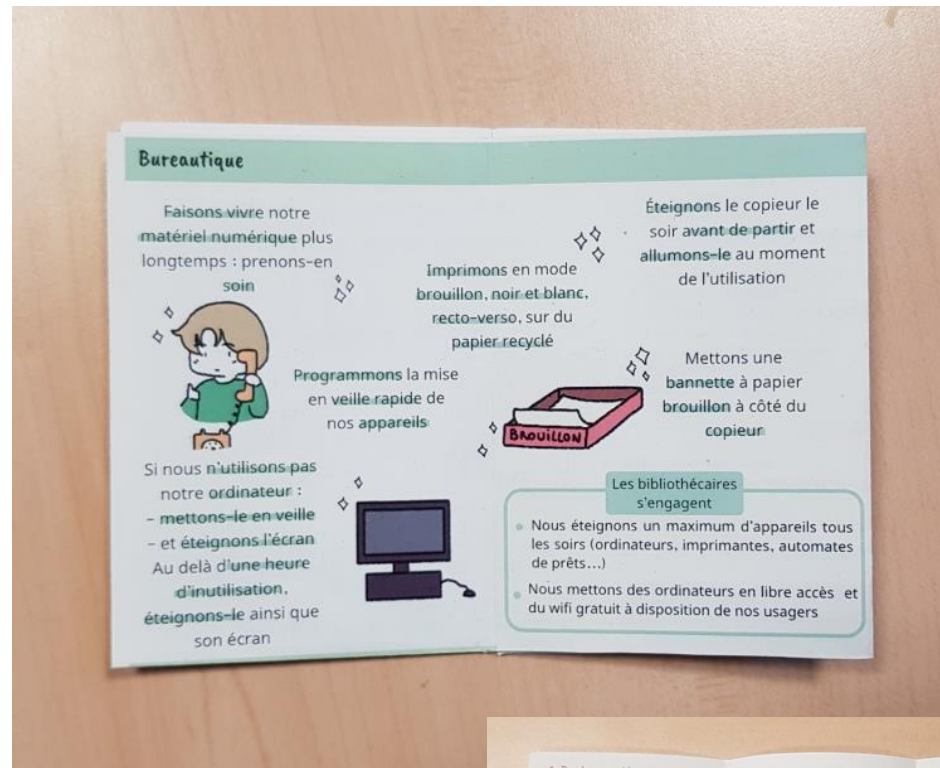 Bureautique
Faisons vivre notre
matériel numérique plus
longtemps : prenons-en
soin
Programmons la mise
en veille rapide de
nos appareils
Si nous n'utilisons pas
notre ordinateur :
– mettons-le en veille
– et éteignons l'écran
Au delà d'une heure
d'inutilisation,
éteignons-le ainsi que
son écran
Imprimons en mode
brouillon, noir et blanc,
recto-verso, sur du
papier recyclé
Éteignons le copieur le
soir avant de partir et
allumons-le au moment
de l'utilisation
BROUILLON
Mettons une
bannette à papier
brouillon à côté du
copieur
Les bibliothécaires
s'engagent
Nous éteignons un maximum d'appareils tous
les soirs (ordinateurs, imprimantes, automates
de prêts...)
Nous mettons des ordinateurs en libre accès et
du wifi gratuit à disposition de nos usagers